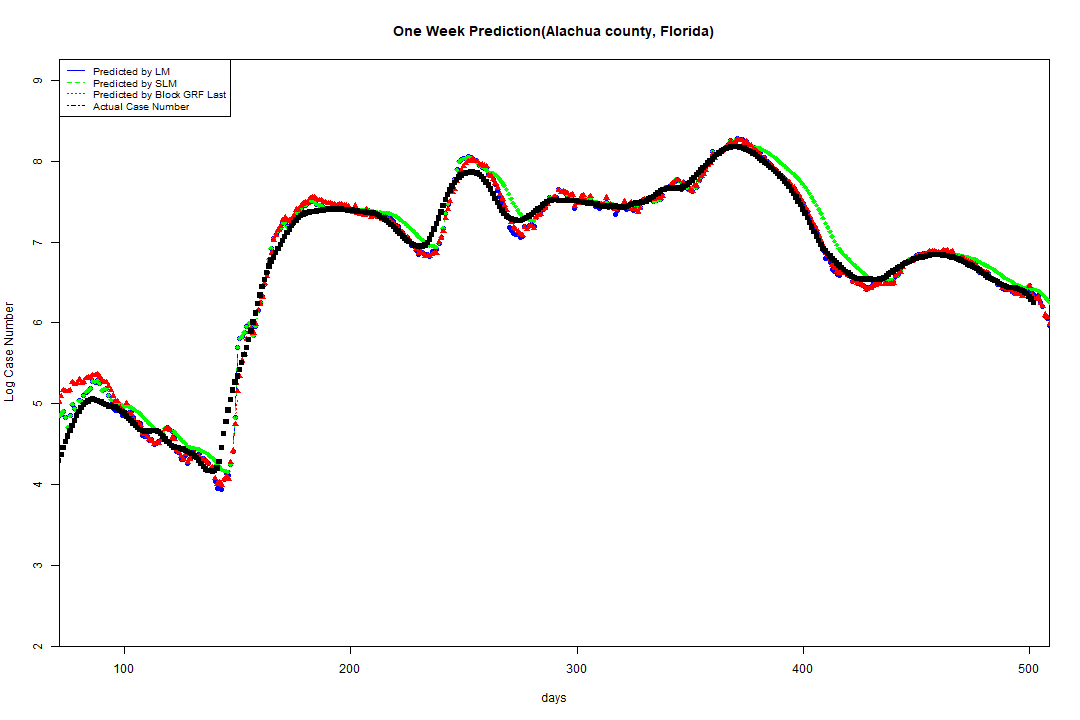 One Week Prediction(Alachua county, Florida)
Predicted by LM
Predicted by SLM
Predicted by Block GRF Last
Actual Case Number
9
8
7
6
5
4
3
2
Log Case Number
100 200 300 400 500
days